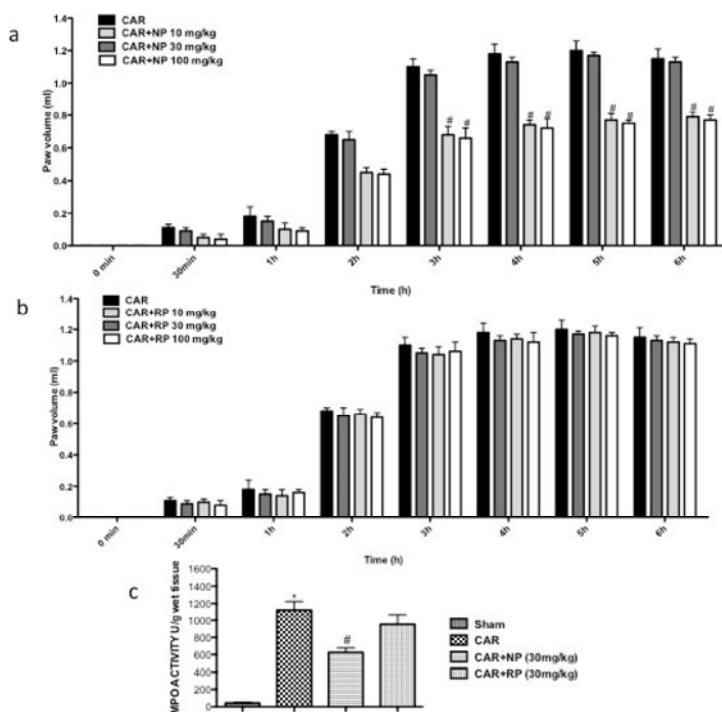 a
CAR
CAR+NP 10 mg/kg
CAR+NP 30 mg/kg
CAR+NP 100 mg/kg
Paw volume (ml)
1.4
1.2
1.0
0.8
0.6
0.4
0.2
0.0
# # # # # # # #
0 min 30min 1h 2h 3h 4h 5h 6h
Time (h)
b
CAR
CAR+RP 10 mg/kg
CAR+RP 30 mg/kg
CAR+RP 100 mg/kg
Paw volume (ml)
1.4
1.2
1.0
0.8
0.6
0.4
0.2
0.0
0 min 30min 1h 2h 3h 4h 5h 6h
Time (h)
c
MPO ACTIVITY U/g wet tissue
1600
1400
1200
1000
800
600
400
200
0
* #
Sham
CAR
CAR+NP (30mg/kg)
CAR+RP (30mg/kg)